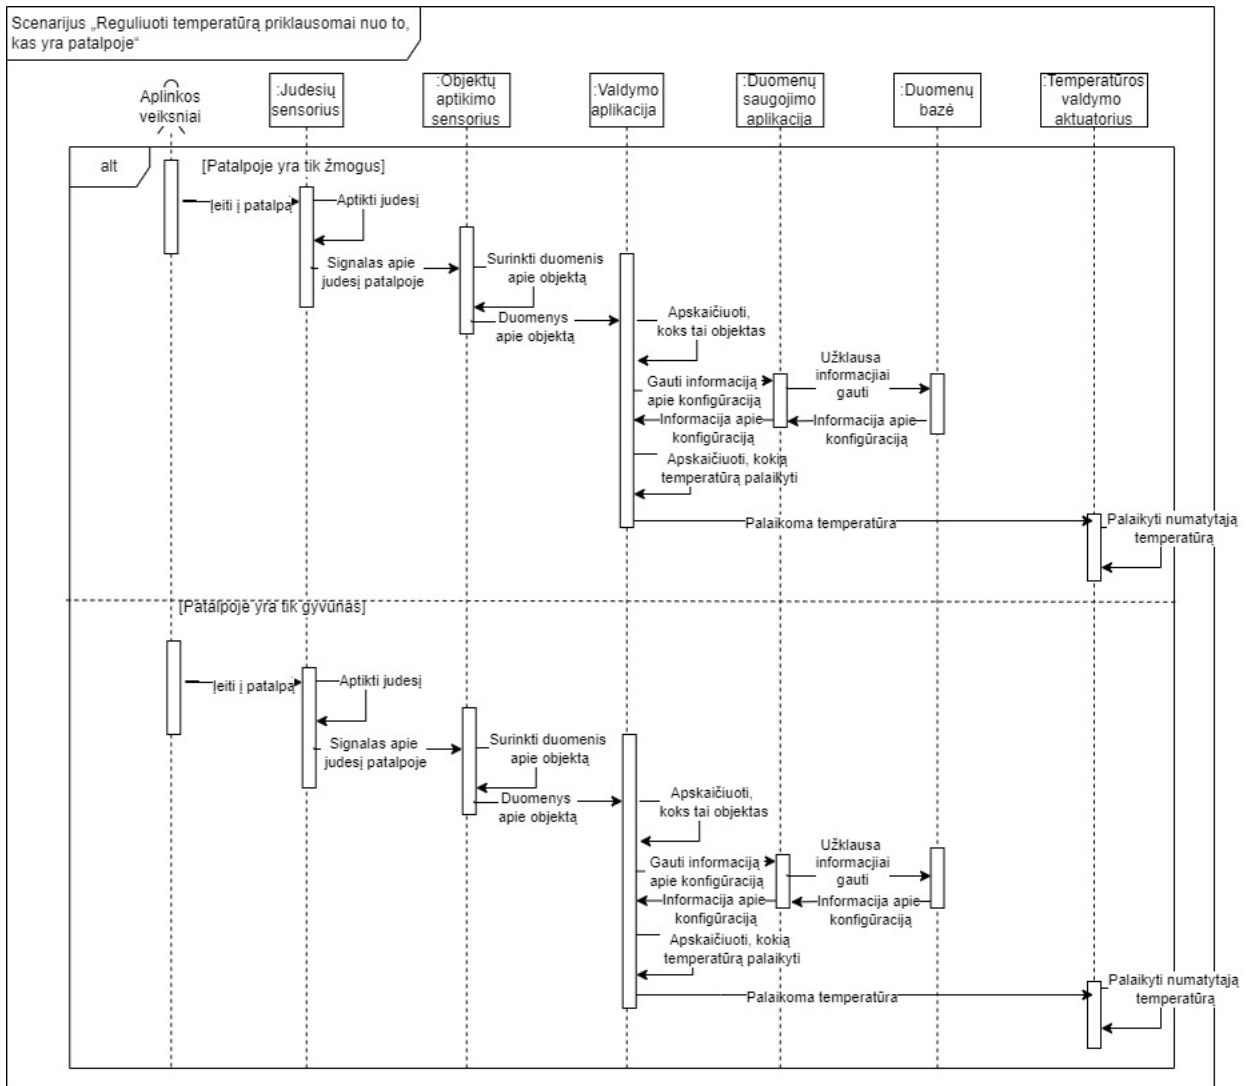 Scenarijus „Reguliuoti temperatūrą priklausomai nuo to,
kas yra patalpoje“
Aplinkos
veiksniai
:Judesių
sensorius
:Objektų
aptikimo
sensorius
:Valdymo
aplikacija
:Duomenų
saugojimo
aplikacija
:Duomenų
bazė
:Temperatūros
valdymo
aktuatorius
alt
[Patalpoje yra tik žmogus]
Įeiti į patalpą
Aptikti judesį
Signalas apie
judesį patalpoje
Surinkti duomenis
apie objektą
Duomenys
apie objektą
Apskaičiuoti,
koks tai objektas
Gauti informaciją
apie konfigūraciją
Užklausa
informacjiai
gauti
Informacija apie
konfigūraciją
Informacija apie
konfigūraciją
Apskaičiuoti, kokią
temperatūrą palaikyti
Palaikoma temperatūra
Palaikyti numatytają
temperatūrą
[Patalpoje yra tik gyvūnas]
Įeiti į patalpą
Aptikti judesį
Signalas apie
judesį patalpoje
Surinkti duomenis
apie objektą
Duomenys
apie objektą
Apskaičiuoti,
koks tai objektas
Gauti informaciją
apie konfigūraciją
Užklausa
informacjiai
gauti
Informacija apie
konfigūraciją
Informacija apie
konfigūraciją
Apskaičiuoti, kokią
temperatūrą palaikyti
Palaikoma temperatūra
Palaikyti numatytają
temperatūrą